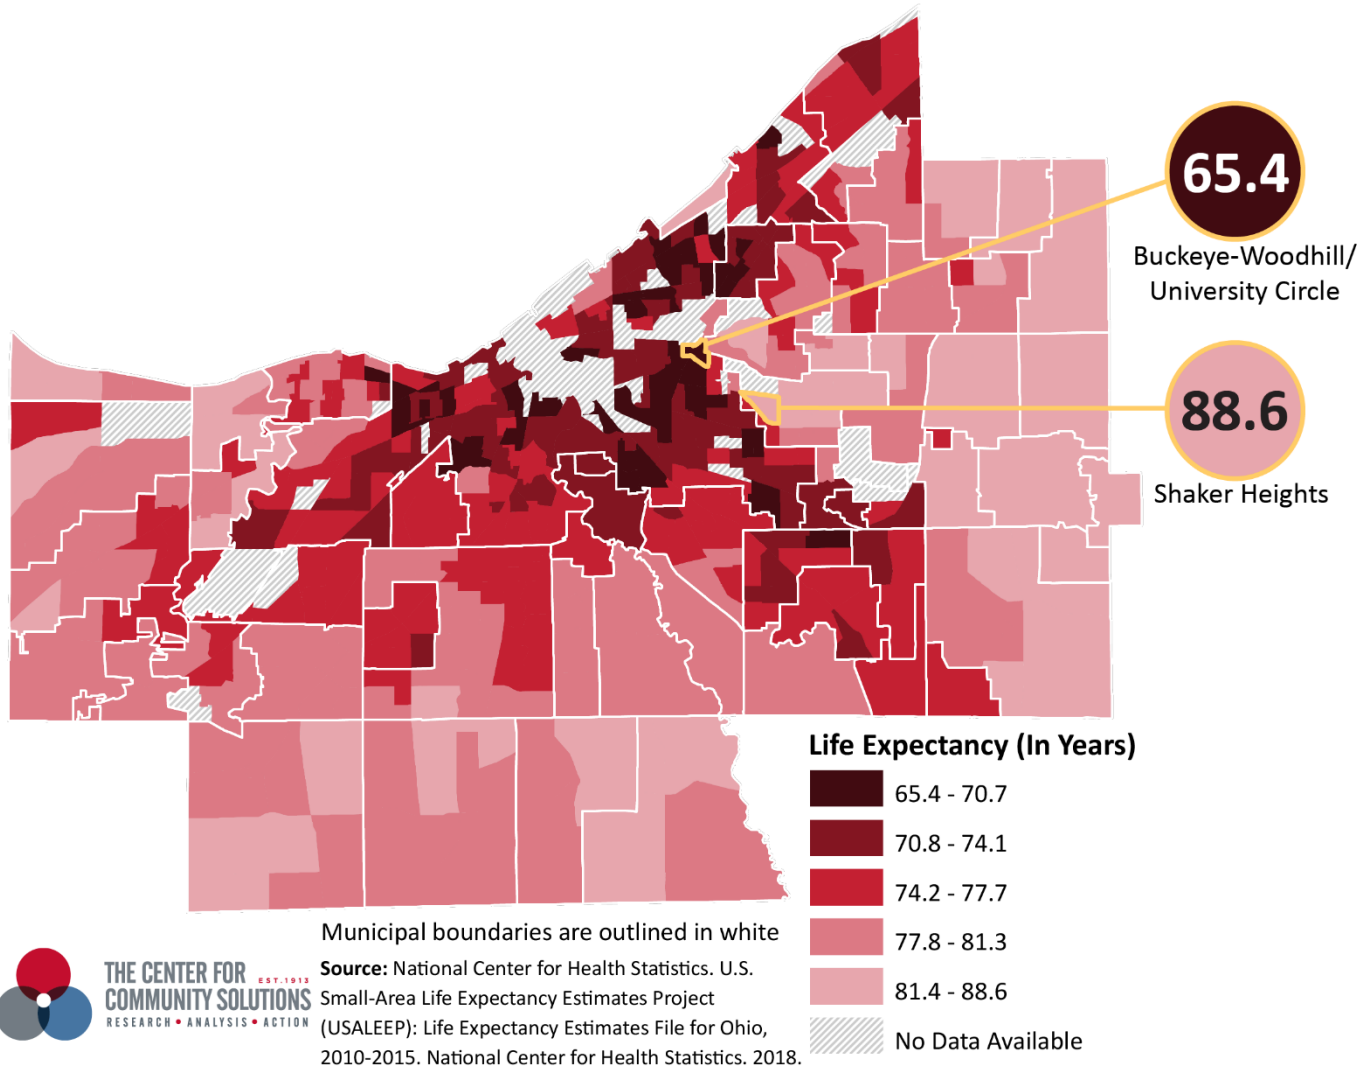 65.4
Buckeye-Woodhill/
University Circle
88.6
Shaker Heights
Life Expectancy (In Years)
65.4 - 70.7
70.8 - 74.1
74.2 - 77.7
77.8 - 81.3
81.4 - 88.6
No Data Available
Municipal boundaries are outlined in white
Source: National Center for Health Statistics. U.S.
Small-Area Life Expectancy Estimates Project
(USALEEP): Life Expectancy Estimates File for Ohio,
2010-2015. National Center for Health Statistics. 2018.
THE CENTER FOR
EST.1913
COMMUNITY SOLUTIONS
RESEARCH • ANALYSIS • ACTION